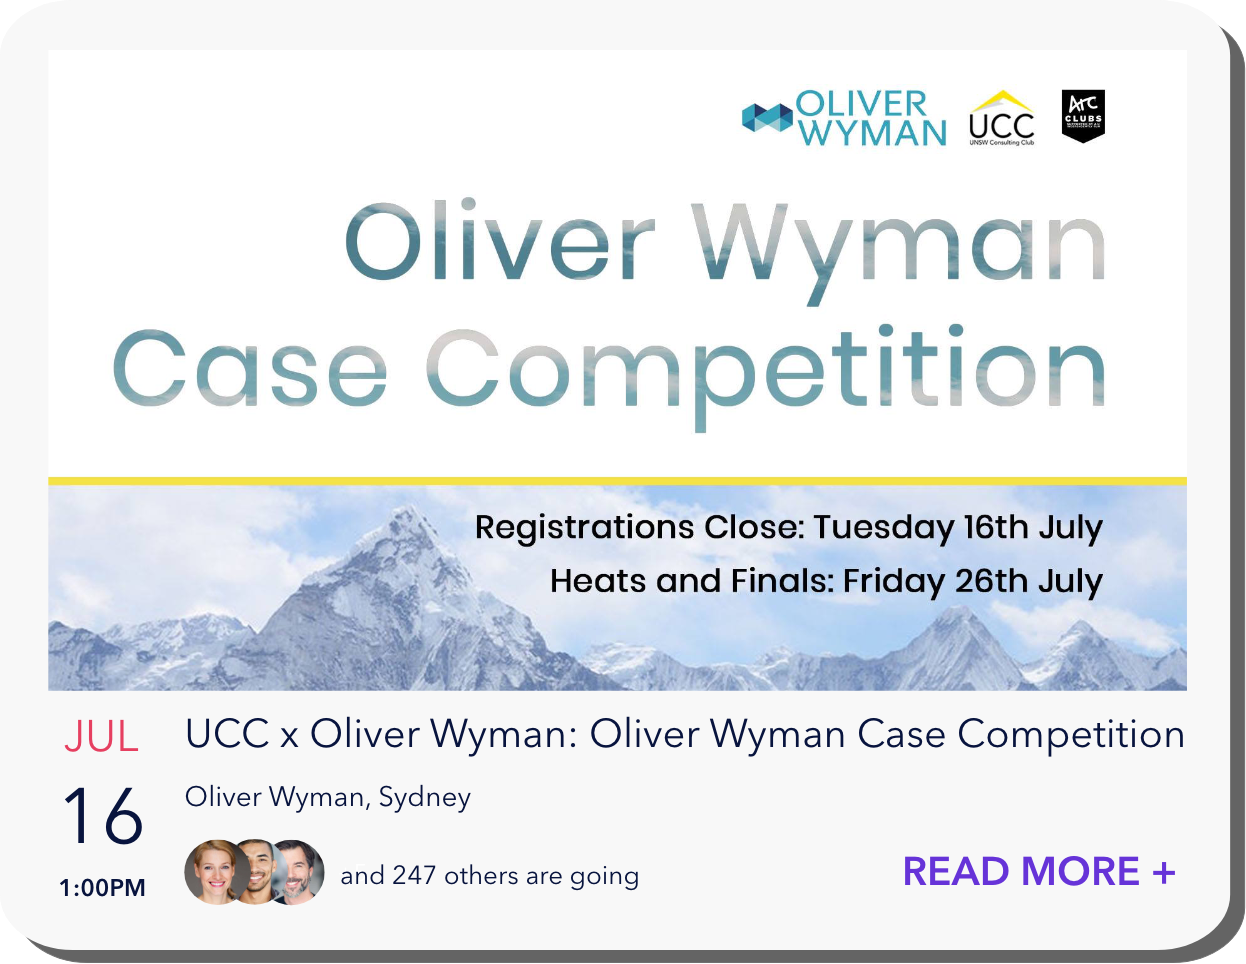 OLIVER
WYMAN
UCC
UNSW Consulting Club
Arc
CLUBS
Oliver Wyman
Case Competition
Registrations Close: Tuesday 16th July
Heats and Finals: Friday 26th July
JUL
16
1:00PM
UCC x Oliver Wyman: Oliver Wyman Case Competition
Oliver Wyman, Sydney
and 247 others are going
READ MORE +